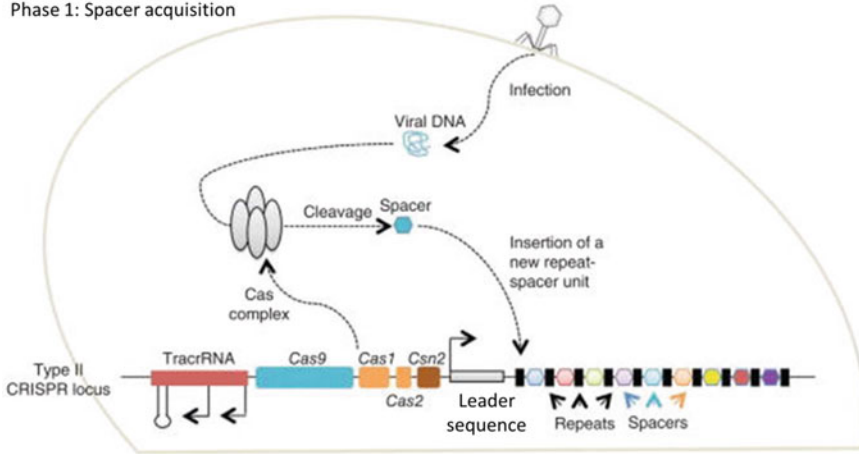 Phase 1: Spacer acquisition
Infection
Viral DNA
Cleavage
Spacer
Insertion of a
new repeat-
spacer unit
Cas
complex
Type II
CRISPR locus
TracrRNA
Cas9
Cas1
Csn2
Cas2
Leader
sequence
Repeats
Spacers